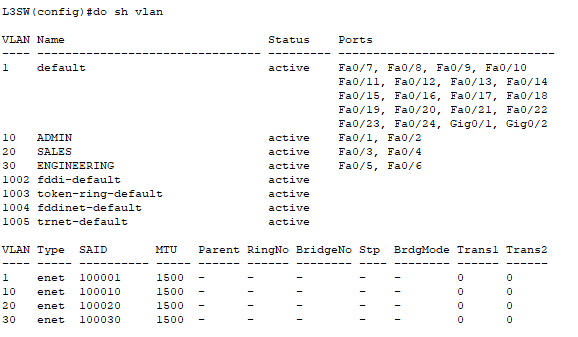 L3SW(config)#do sh vlan
VLAN Name                             Status    Ports
---- -------------------------------- --------- -------------------------------
1    default                          active    Fa0/7, Fa0/8, Fa0/9, Fa0/10
                                                Fa0/11, Fa0/12, Fa0/13, Fa0/14
                                                Fa0/15, Fa0/16, Fa0/17, Fa0/18
                                                Fa0/19, Fa0/20, Fa0/21, Fa0/22
                                                Fa0/23, Fa0/24, Gig0/1, Gig0/2
10   ADMIN                            active    Fa0/1, Fa0/2
20   SALES                            active    Fa0/3, Fa0/4
30   ENGINEERING                      active    Fa0/5, Fa0/6
1002 fddi-default                     active
1003 token-ring-default               active
1004 fddinet-default                  active
1005 trnet-default                    active
VLAN Type  SAID       MTU   Parent RingNo BridgeNo Stp  BrdgMode Trans1 Trans2
---- ----- ---------- ----- ------ ------ -------- ---- -------- ------ ------
1    enet  100001     1500  -      -      -        -    -        0      0
10   enet  100010     1500  -      -      -        -    -        0      0
20   enet  100020     1500  -      -      -        -    -        0      0
30   enet  100030     1500  -      -      -        -    -        0      0